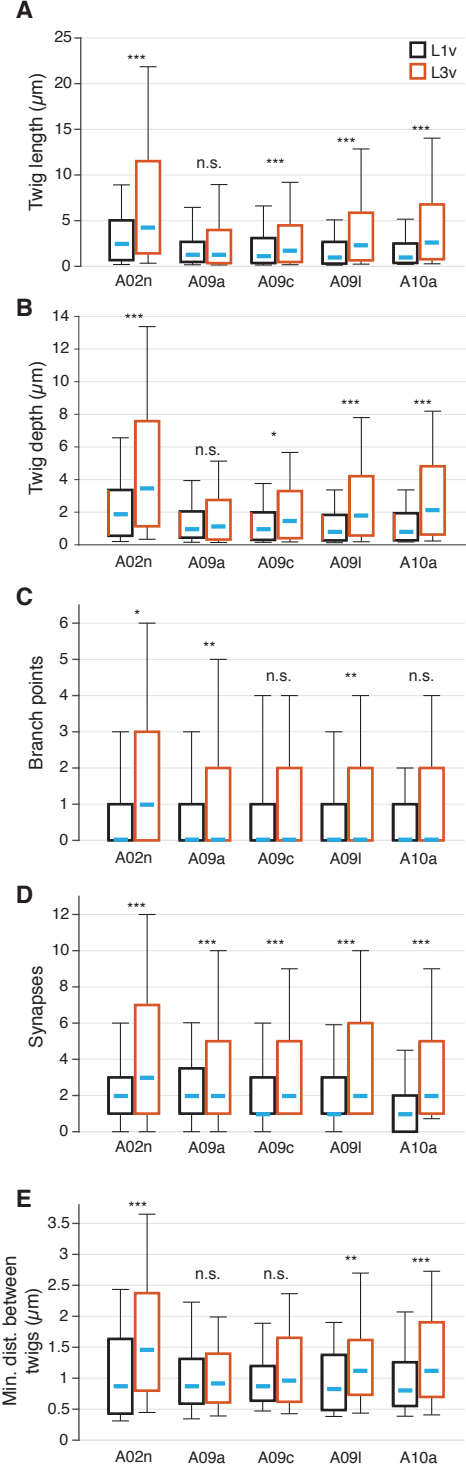 A
25
20
15
10
5
0
Twig length (µm)
L1v
L3v
***
n.s.
***
***
***
A02n A09a A09c A09l A10a
B
14
12
10
8
6
4
2
0
Twig depth (µm)
***
n.s.
*
***
***
A02n A09a A09c A09l A10a
C
6
5
4
3
2
1
0
Branch points
*
**
n.s.
**
n.s.
A02n A09a A09c A09l A10a
D
12
10
8
6
4
2
0
Synapses
***
***
***
***
***
A02n A09a A09c A09l A10a
E
3.5
3
2.5
2
1.5
1
0.5
0
Min. dist. between
twigs (µm)
***
n.s.
n.s.
**
***
A02n A09a A09c A09l A10a